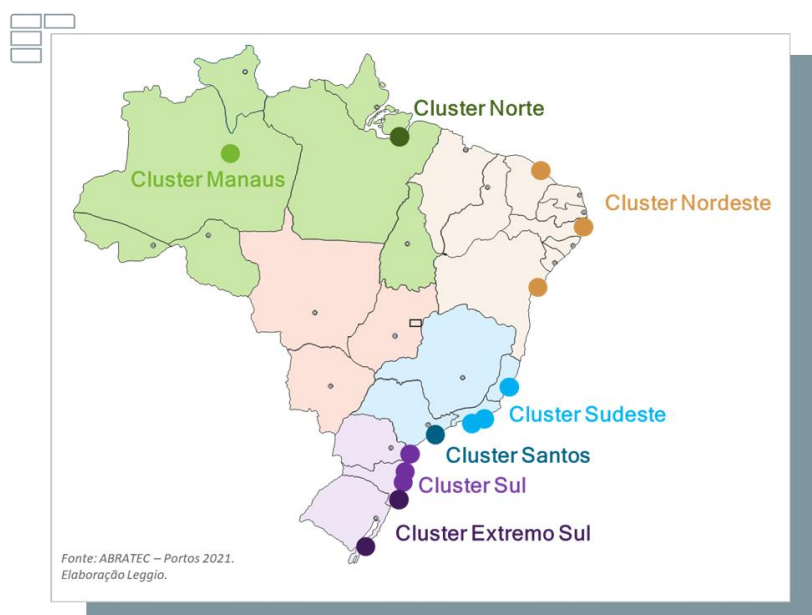 Cluster Norte
Cluster Manaus
Cluster Nordeste
Cluster Sudeste
Cluster Santos
Cluster Sul
Cluster Extremo Sul
Fonte: ABRATEC – Portos 2021.
Elaboração Leggio.